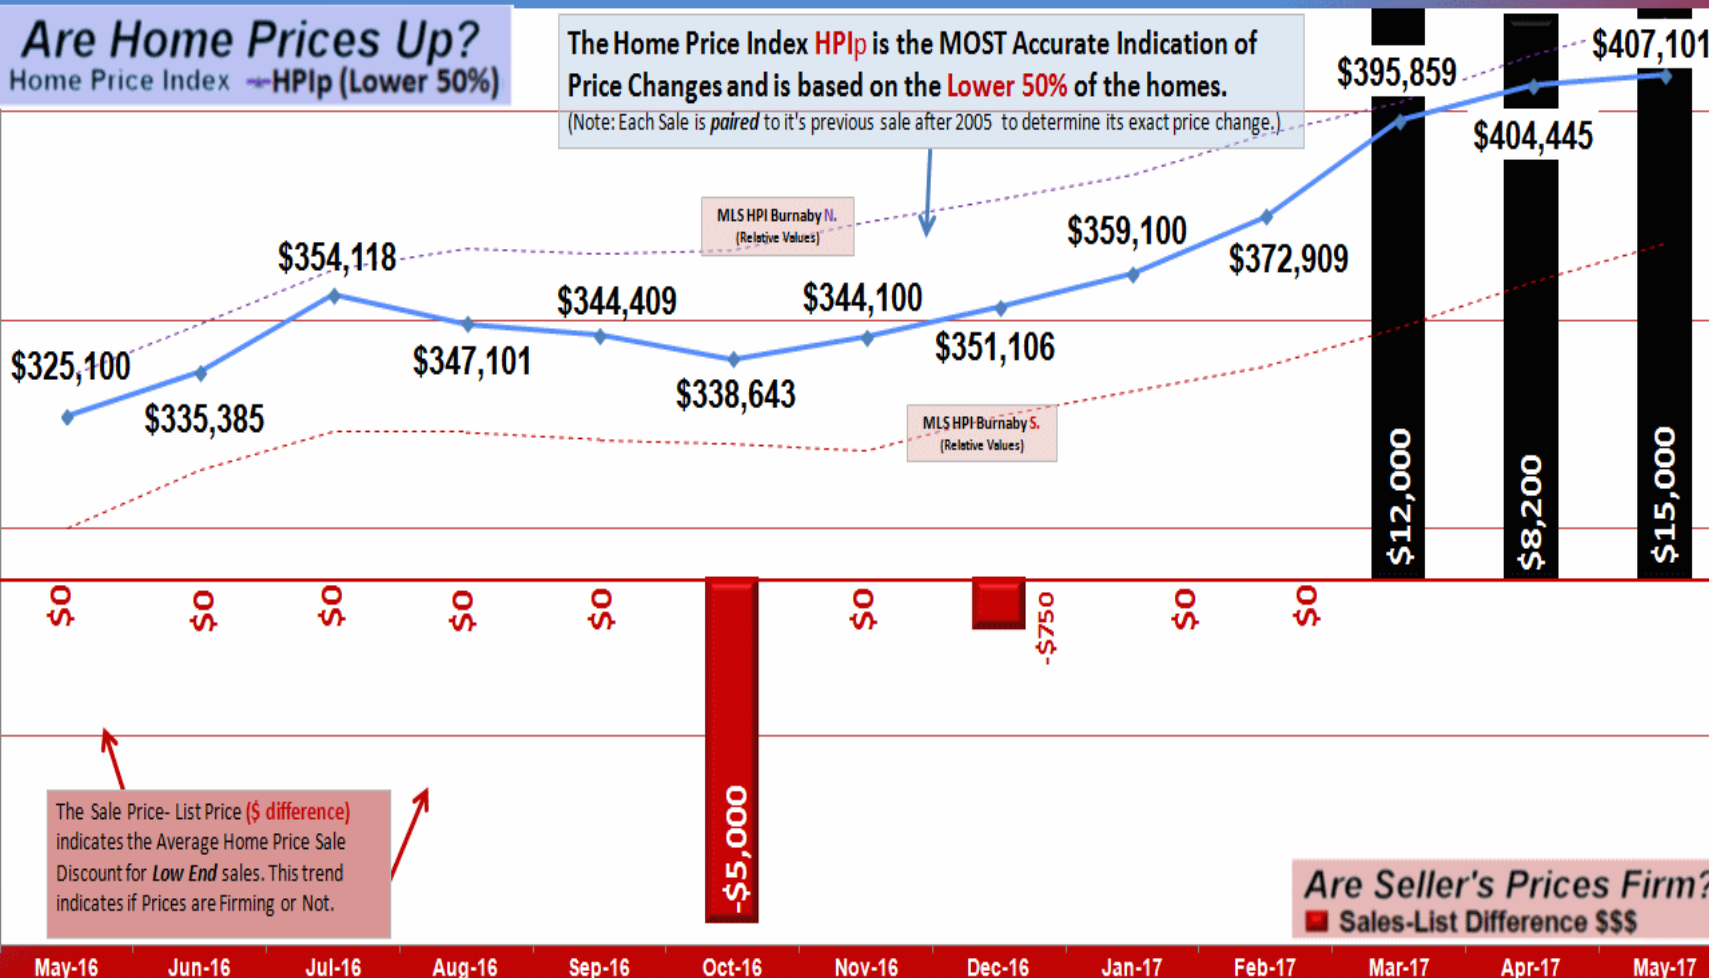 Are Home Prices Up?
Home Price Index HPIp (Lower 50%)
The Home Price Index HPIp is the MOST Accurate Indication of
Price Changes and is based on the Lower 50% of the homes.
(Note: Each Sale is paired to it's previous sale after 2005 to determine its exact price change.)
$407,101
$395,859
$404,445
MLS HPI Burnaby N.
(Relative Values)
$354,118
$359,100
$372,909
$344,409
$344,100
$351,106
$325,100
$347,101
$338,643
$335,385
MLS HPI Burnaby S.
(Relative Values)
$12,000
$8,200
$15,000
$0
$0
$0
$0
$0
-$5,000
$0
-$750
$0
$0
The Sale Price- List Price ($ difference)
indicates the Average Home Price Sale
Discount for Low End sales. This trend
indicates if Prices are Firming or Not.
Are Seller's Prices Firm?
Sales-List Difference $$$
May-16 Jun-16 Jul-16 Aug-16 Sep-16 Oct-16 Nov-16 Dec-16 Jan-17 Feb-17 Mar-17 Apr-17 May-17